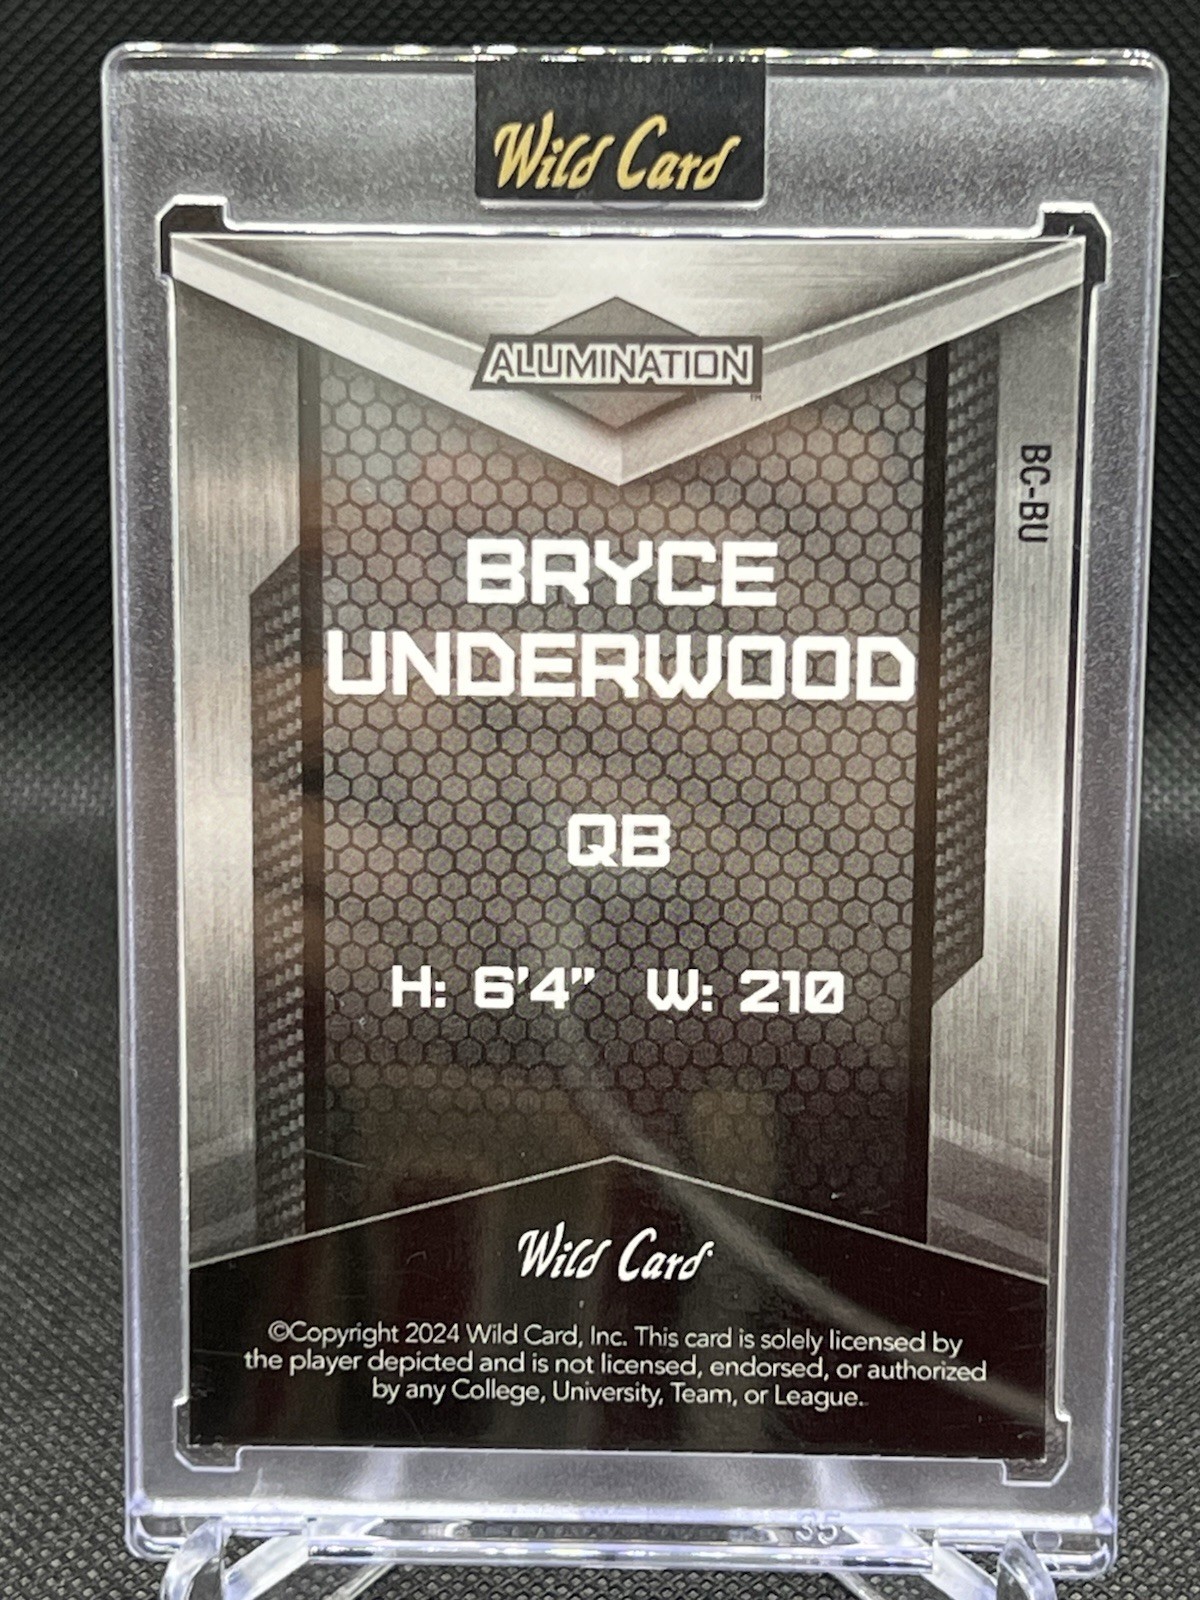 Wild Card
ALUMINATION
TM
BC-BU
BRYCE
UNDERWOOD
QB
H: 6'4" W: 210
Wild Card
©Copyright 2024 Wild Card, Inc. This card is solely licensed by
the player depicted and is not licensed, endorsed, or authorized
by any College, University, Team, or League.
35